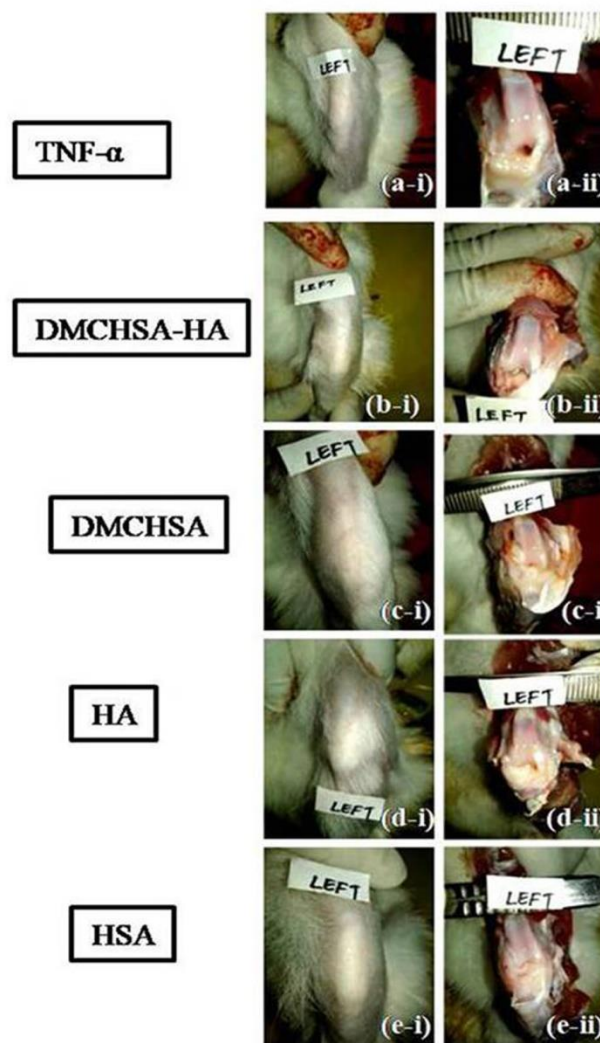 TNF-α
LEFT
(a-i)
LEFT
(a-ii)
DMCHSA-HA
LEFT
(b-i)
LEFT
(b-ii)
DMCHSA
LEFT
(c-i)
LEFT
(c-i
HA
LEFT
(d-i)
LEFT
(d-ii)
HSA
LEFT
(e-i)
LEFT
(e-ii)